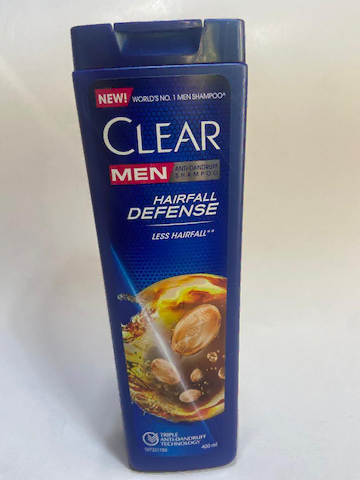 NEW! WORLD'S NO. 1 MEN SHAMPOO^
CLEAR
MEN ANTI-DANDRUFF
SHAMPOO
HAIRFALL
DEFENSE
LESS HAIRFALL**
TRIPLE
ANTI-DANDRUFF
TECHNOLOGY
400 ml